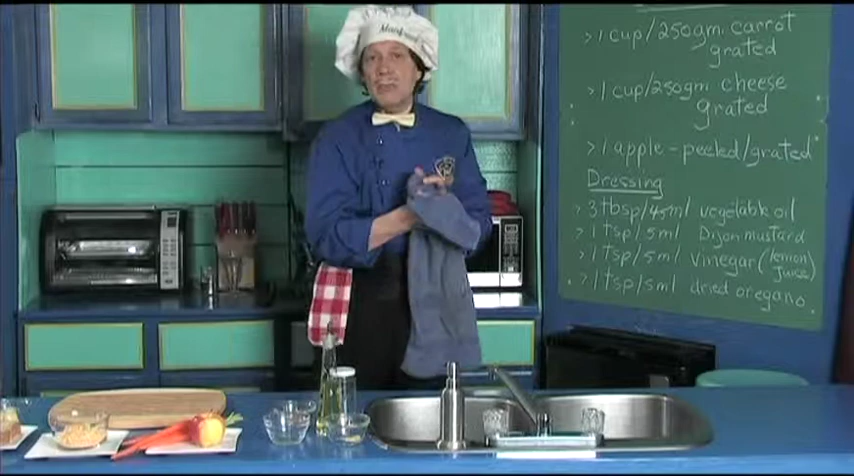 > 1 cup/250gm. carrot
grated
> 1 cup/250gm. cheese
grated
> 1 apple - peeled/grated
DRESSING
> 3 tbsp/45ml vegetable oil
> 1 tsp/5ml Dijon mustard
> 1 tsp/5ml vinegar (lemon
juice)
> 1 tsp/5ml dried oregano